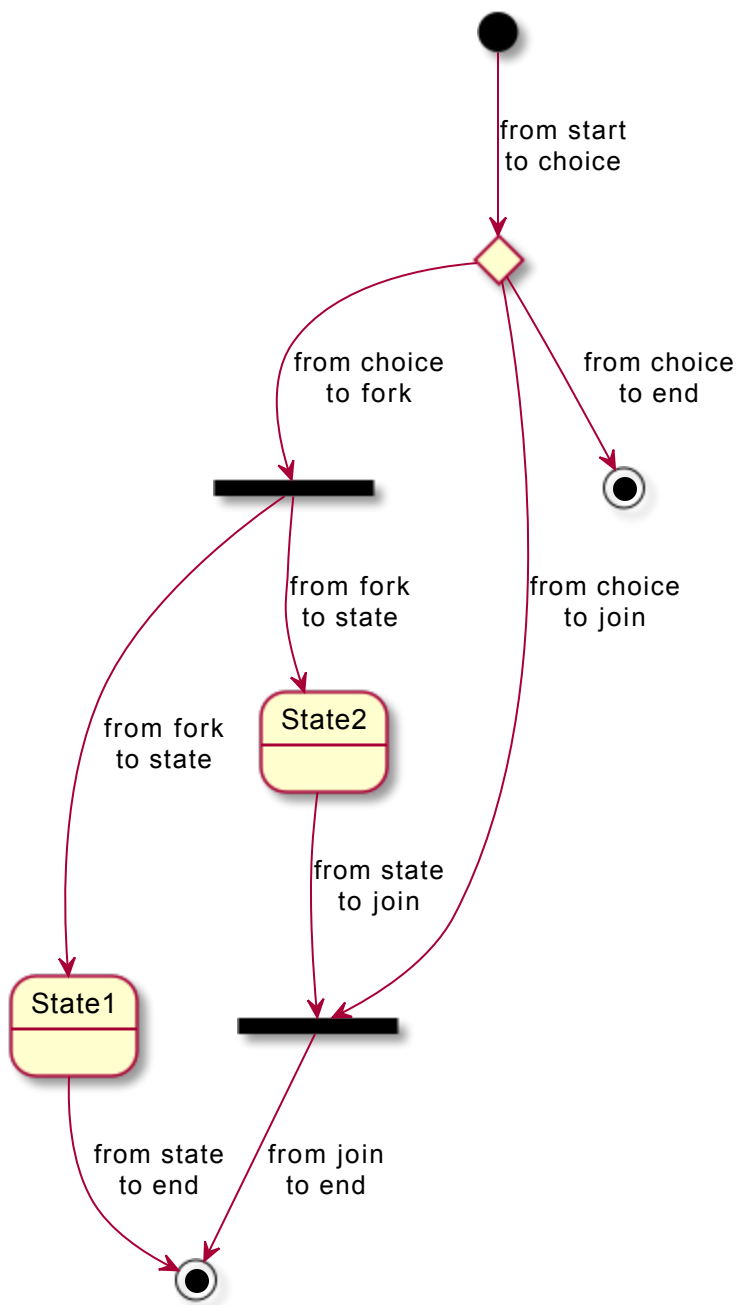 from start
to choice
from choice
to fork
from choice
to end
from fork
to state
from choice
to join
State2
from fork
to state
from state
to join
State1
from state
to end
from join
to end